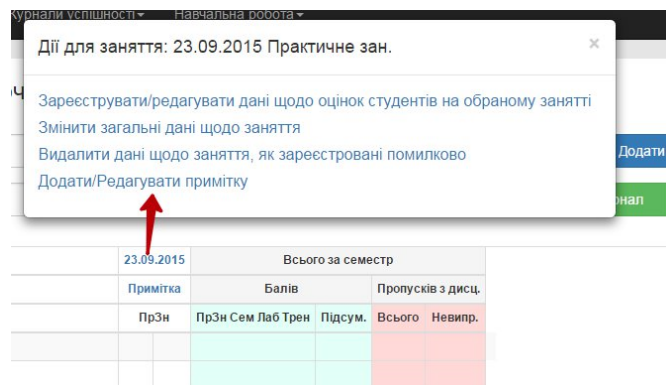 Журнали успішності
Навчальна робота
Дії для заняття: 23.09.2015 Практичне зан.
×
Зареєструвати/редагувати дані щодо оцінок студентів на обраному занятті
Змінити загальні дані щодо заняття
Видалити дані щодо заняття, як зареєстровані помилково
Додати
Додати/Редагувати примітку
23.09.2015 Всього за семестр
Примітка Балів Пропусків з дисц.
ПрЗн ПрЗн Сем Лаб Трен Підсум. Всього Невипр.